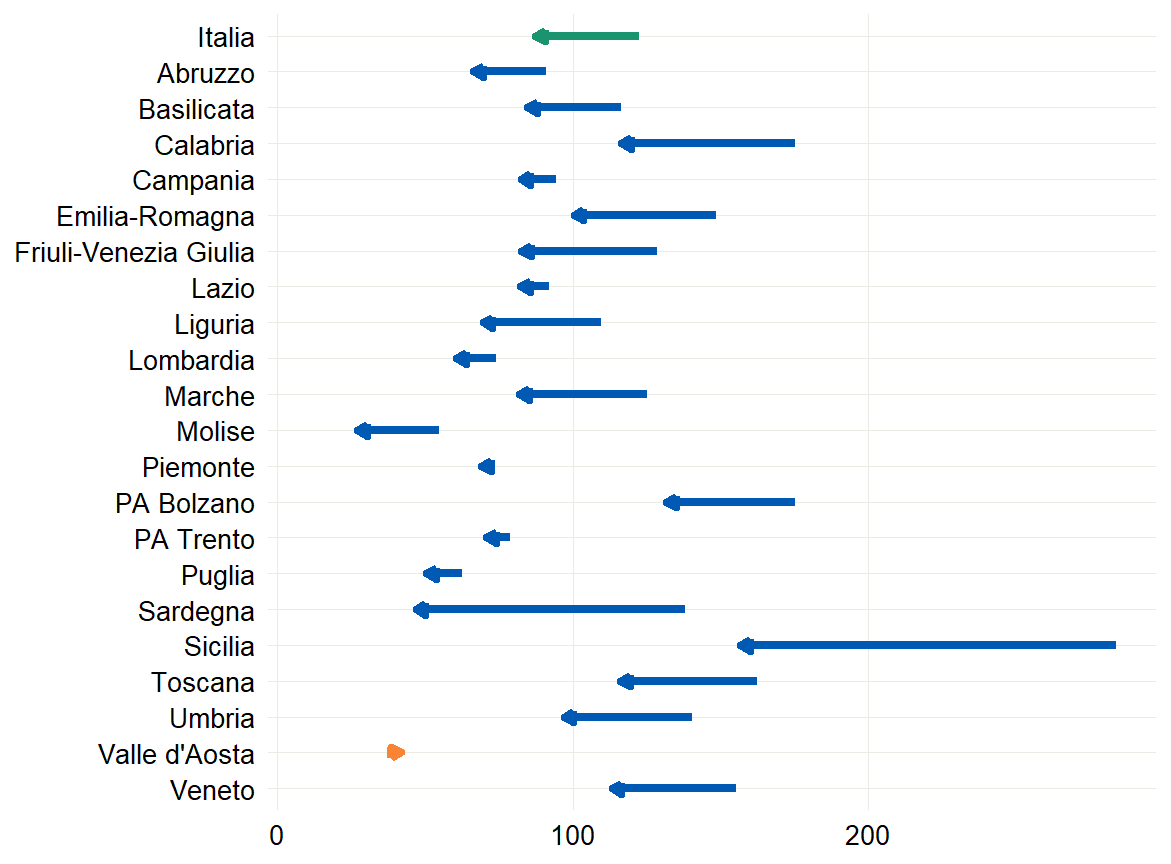 Italia
Abruzzo
Basilicata
Calabria
Campania
Emilia-Romagna
Friuli-Venezia Giulia
Lazio
Liguria
Lombardia
Marche
Molise
Piemonte
PA Bolzano
PA Trento
Puglia
Sardegna
Sicilia
Toscana
Umbria
Valle d'Aosta
Veneto
0 100 200